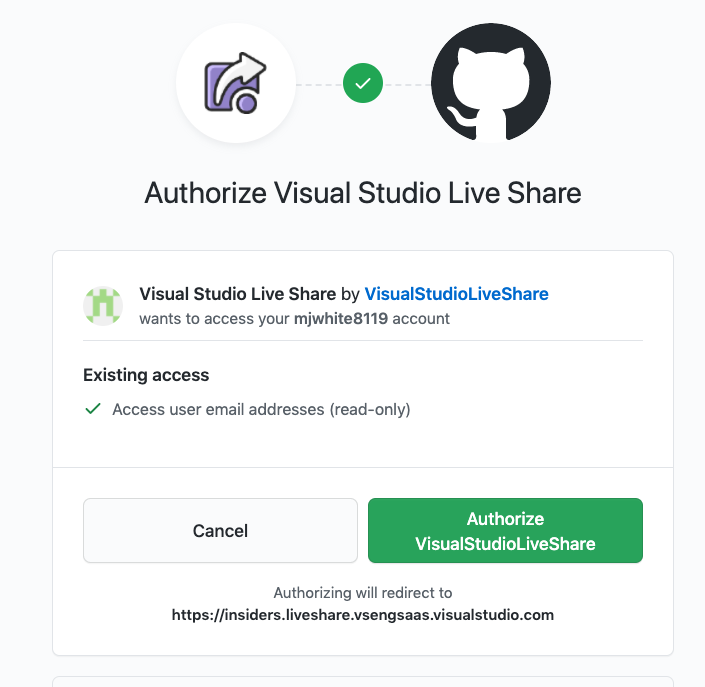 Authorize Visual Studio Live Share
Visual Studio Live Share by VisualStudioLiveShare
wants to access your mjwhite8119 account
Existing access
Access user email addresses (read-only)
Cancel
Authorize
VisualStudioLiveShare
Authorizing will redirect to
https://insiders.liveshare.vsengsaas.visualstudio.com